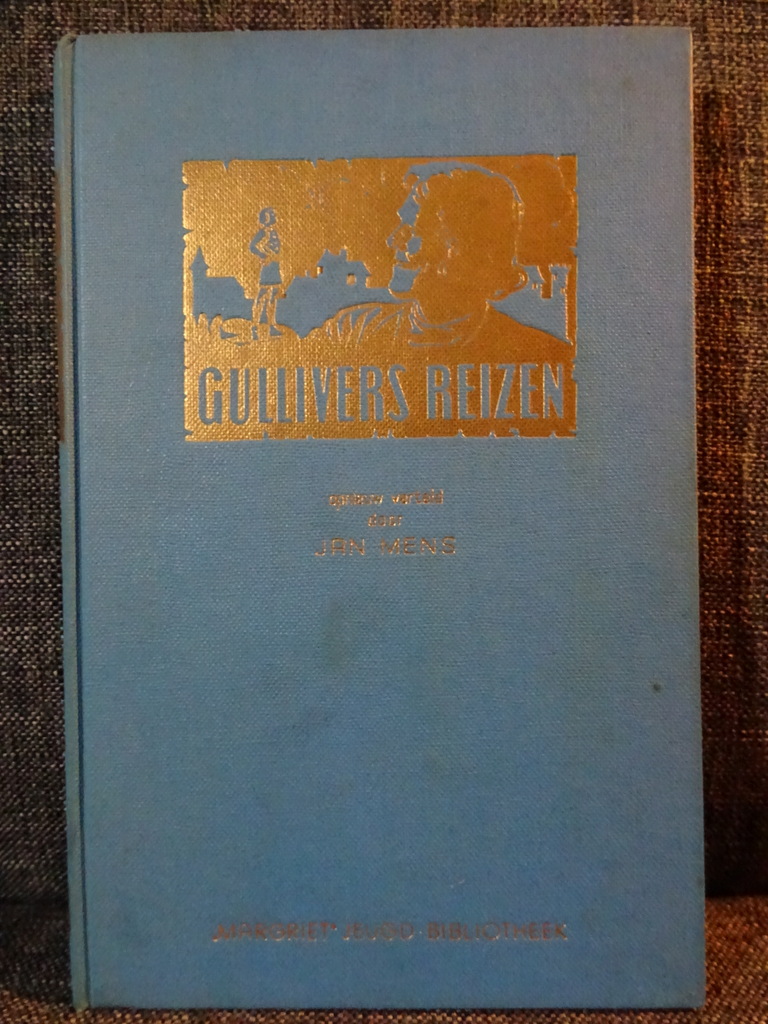 GULLIVERS REIZEN
opnieuw verteld
door
JAN MENS
„MARGRIET” JEUGD-BIBLIOTHEEK